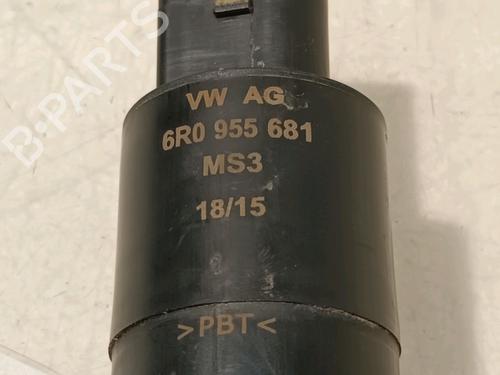 B-PARTS
VW AG
6R0 955 681
MS3
18/15
>PBT<